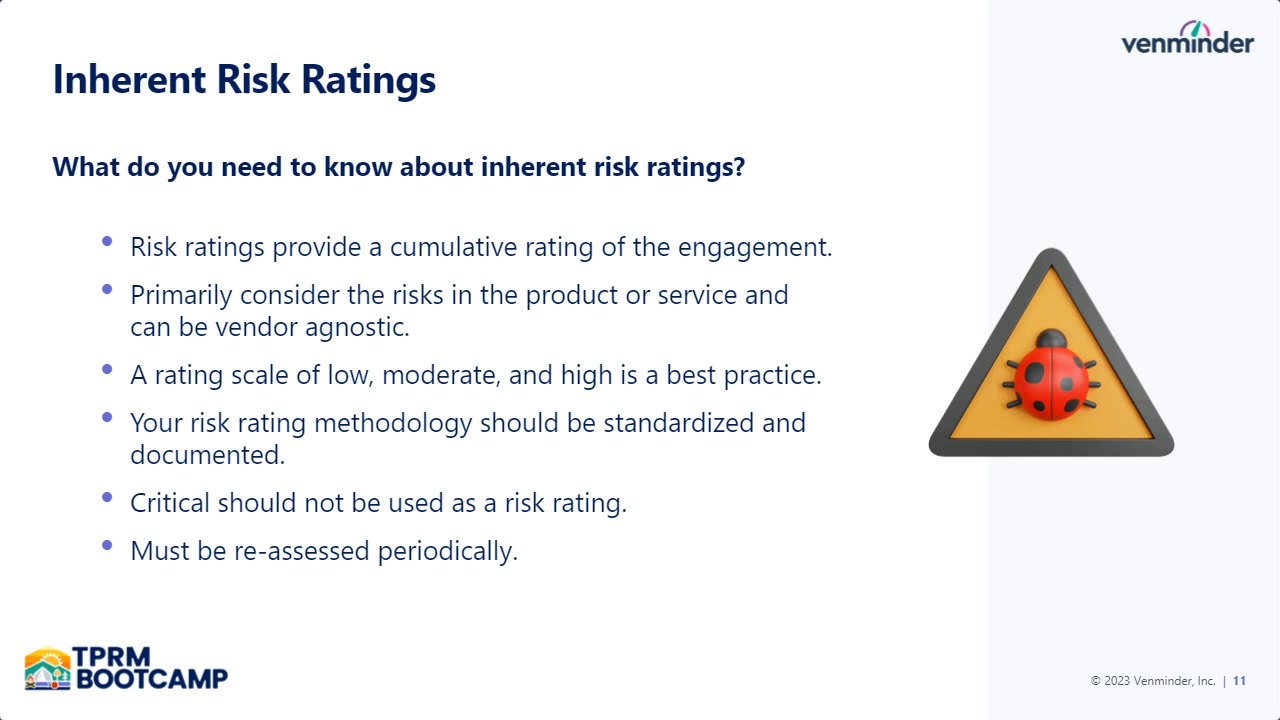 venminder
Inherent Risk Ratings
What do you need to know about inherent risk ratings?
• Risk ratings provide a cumulative rating of the engagement.
• Primarily consider the risks in the product or service and
can be vendor agnostic.
• A rating scale of low, moderate, and high is a best practice.
• Your risk rating methodology should be standardized and
documented.
• Critical should not be used as a risk rating.
• Must be re-assessed periodically.
TPRM
BOOTCAMP
© 2023 Venminder, Inc. | 11